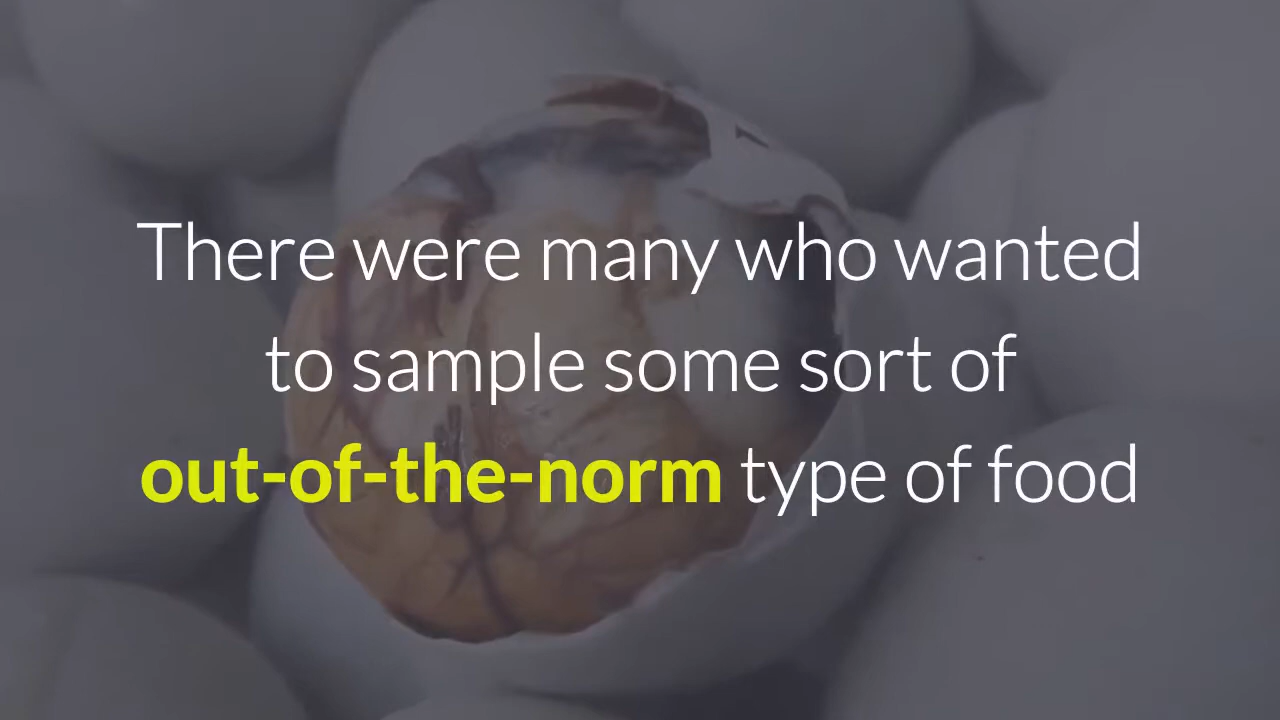 There were many who wanted
to sample some sort of
out-of-the-norm type of food